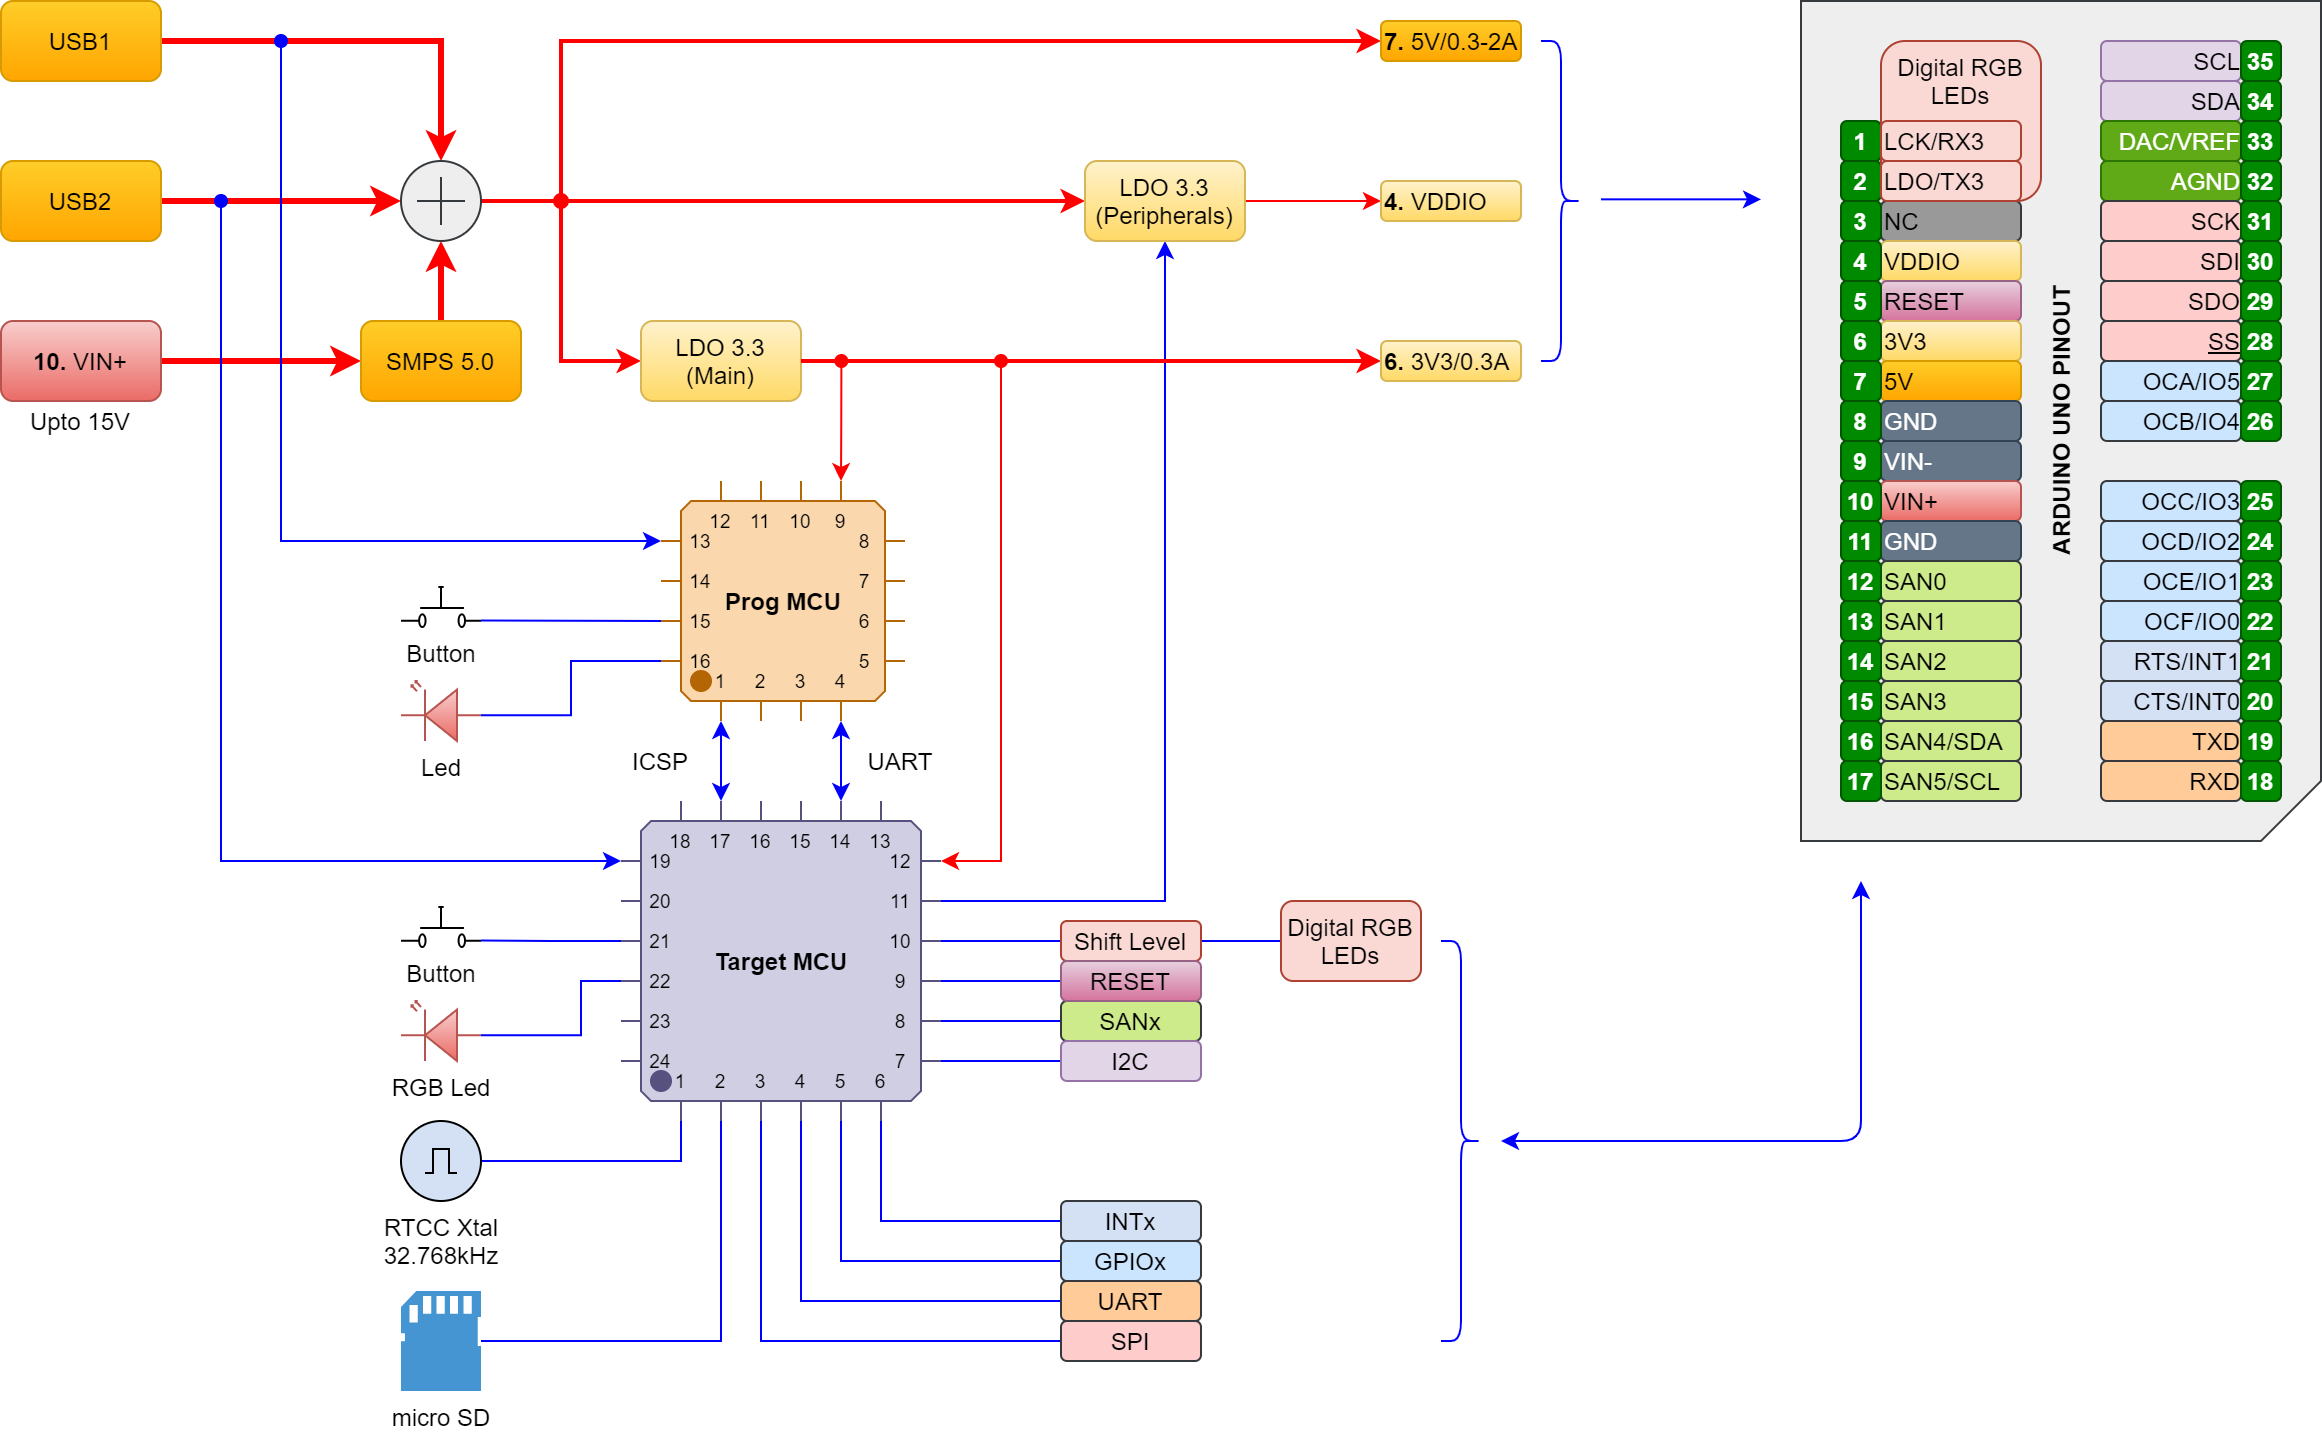 USB1
USB2
10. VIN+
Upto 15V
SMPS 5.0
LDO 3.3
(Main)
LDO 3.3
(Peripherals)
7. 5V/0.3-2A
4. VDDIO
6. 3V3/0.3A
12 11 10 9
13
14
15
16
8
7
6
5
Prog MCU
1 2 3 4
Button
Led
ICSP
UART
18 17 16 15 14 13
19
20
21
22
23
24
12
11
10
9
8
7
Target MCU
1 2 3 4 5 6
Button
RGB Led
RTCC Xtal
32.768kHz
micro SD
Shift Level
RESET
SANx
I2C
Digital RGB
LEDs
INTx
GPIOx
UART
SPI
Digital RGB
LEDs
1 LCK/RX3
2 LDO/TX3
3 NC
4 VDDIO
5 RESET
6 3V3
7 5V
8 GND
9 VIN-
10 VIN+
11 GND
12 SAN0
13 SAN1
14 SAN2
15 SAN3
16 SAN4/SDA
17 SAN5/SCL
ARDUINO UNO PINOUT
SCL 35
SDA 34
DAC/VREF 33
AGND 32
SCK 31
SDI 30
SDO 29
SS 28
OCA/IO5 27
OCB/IO4 26
OCC/IO3 25
OCD/IO2 24
OCE/IO1 23
OCF/IO0 22
RTS/INT1 21
CTS/INT0 20
TXD 19
RXD 18